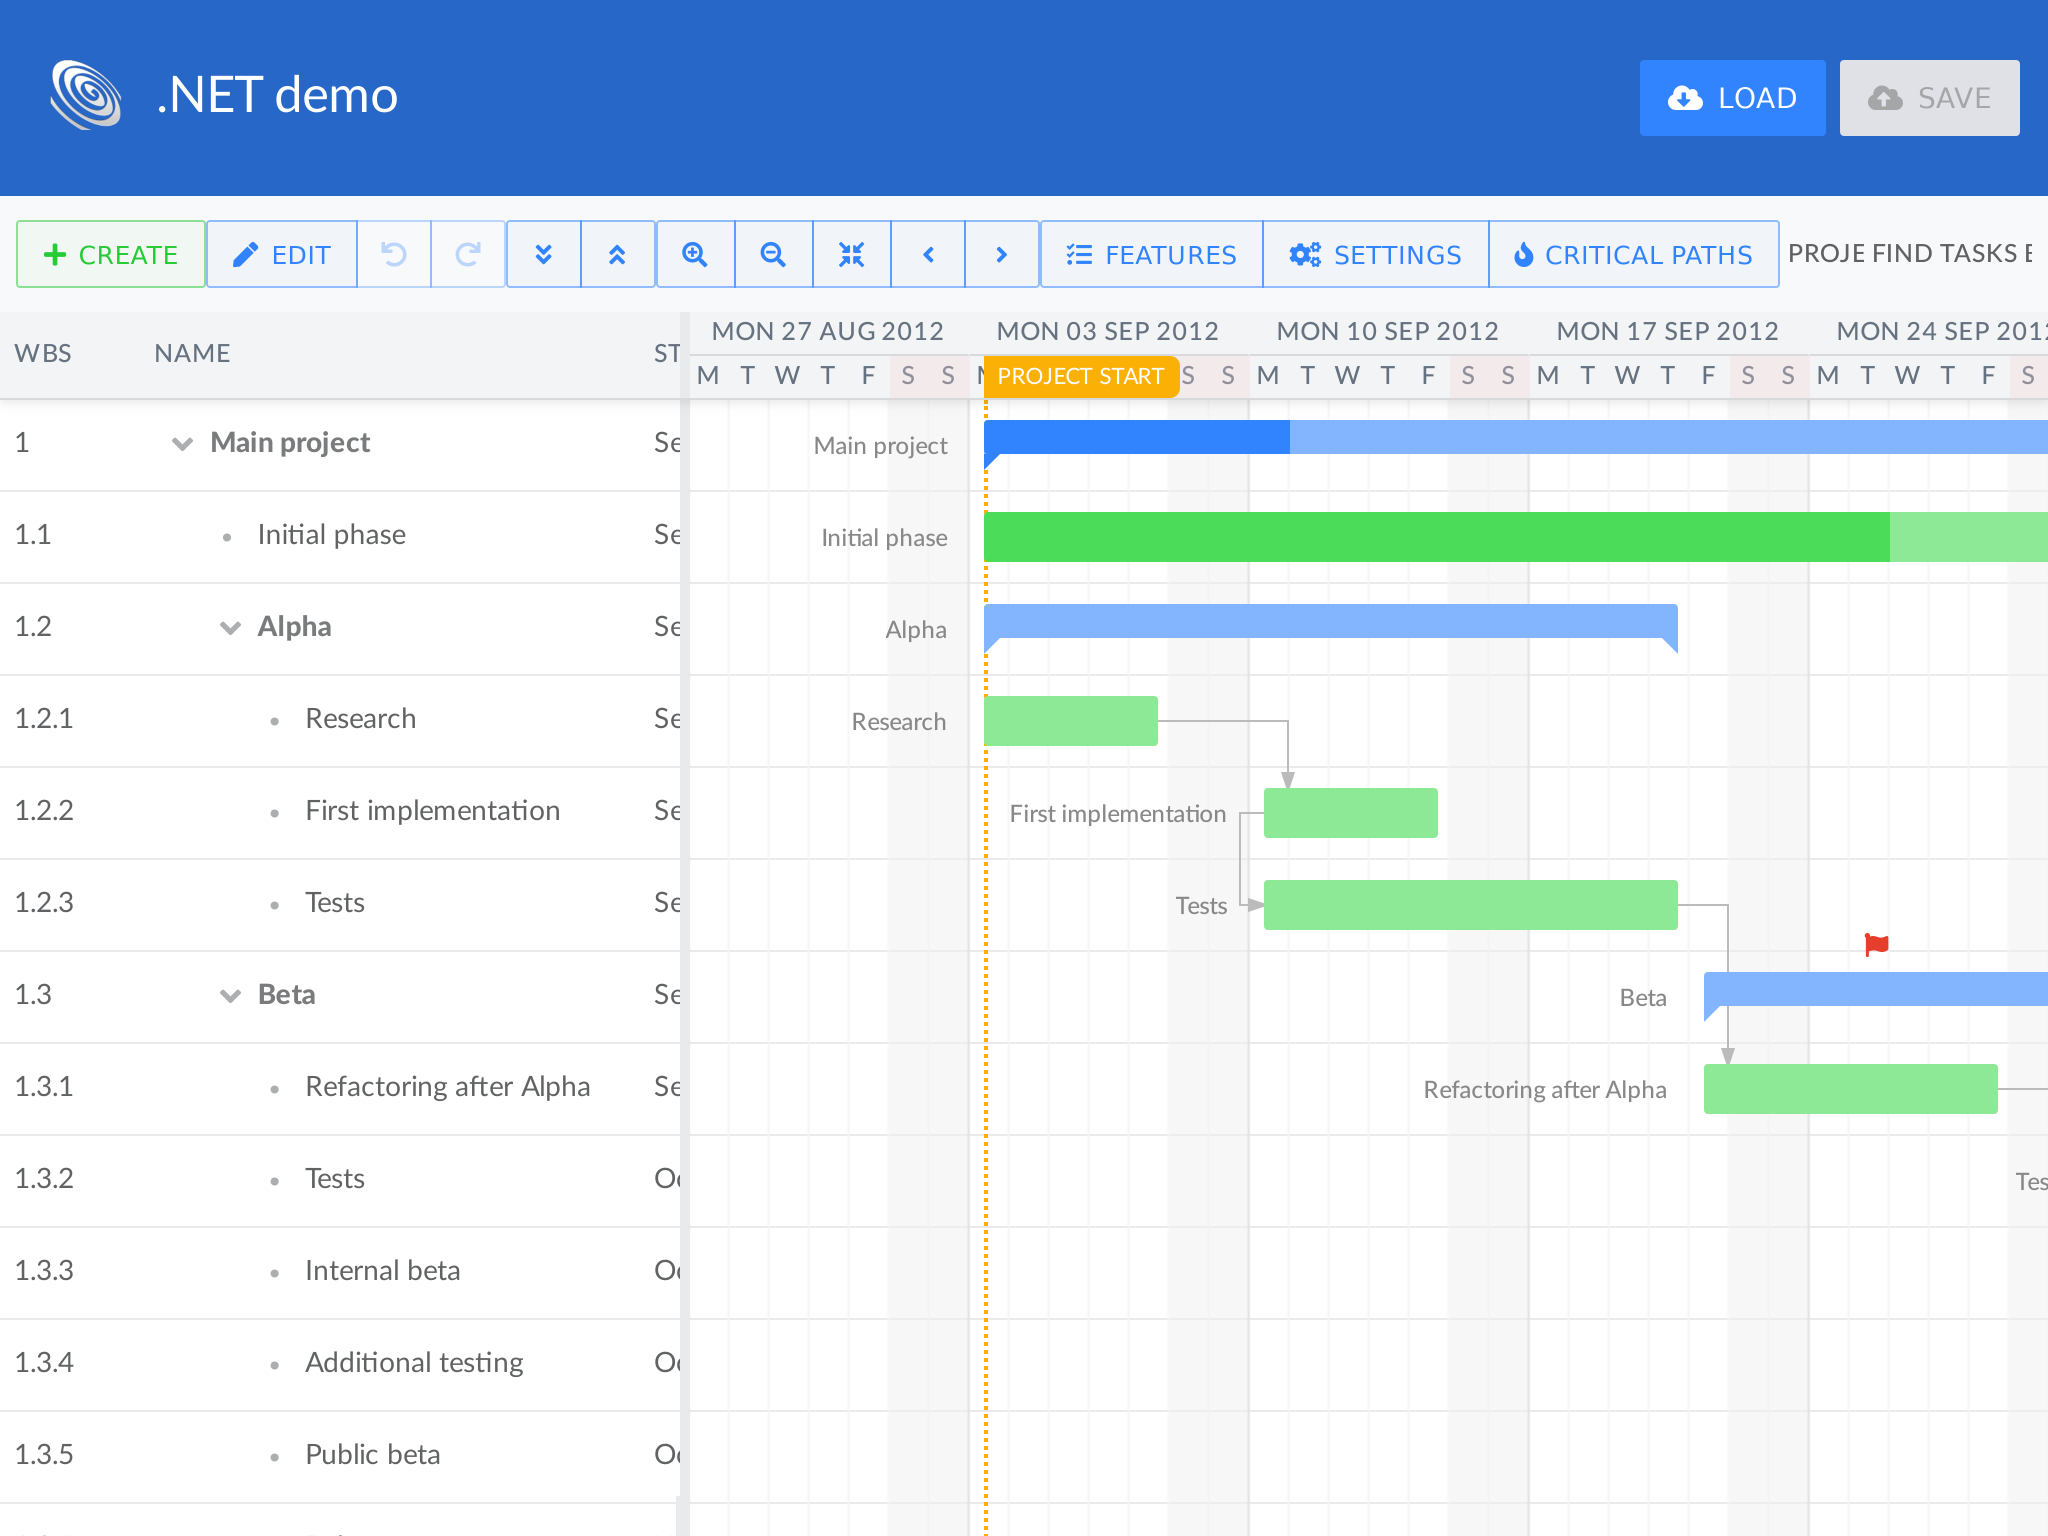 .NET demo
LOAD
SAVE
CREATE
EDIT
FEATURES
SETTINGS
CRITICAL PATHS
PROJE FIND TASKS
WBS NAME ST
MON 27 AUG 2012 MON 03 SEP 2012 MON 10 SEP 2012 MON 17 SEP 2012 MON 24 SEP 2012
M T W T F S S PROJECT START S S M T W T F S S M T W T F S S M T W T F S
1 Main project Se Main project
1.1 Initial phase Se Initial phase
1.2 Alpha Se Alpha
1.2.1 Research Se Research
1.2.2 First implementation Se First implementation
1.2.3 Tests Se Tests
1.3 Beta Se Beta
1.3.1 Refactoring after Alpha Se Refactoring after Alpha
1.3.2 Tests Oc Tes
1.3.3 Internal beta Oc
1.3.4 Additional testing Oc
1.3.5 Public beta Oc